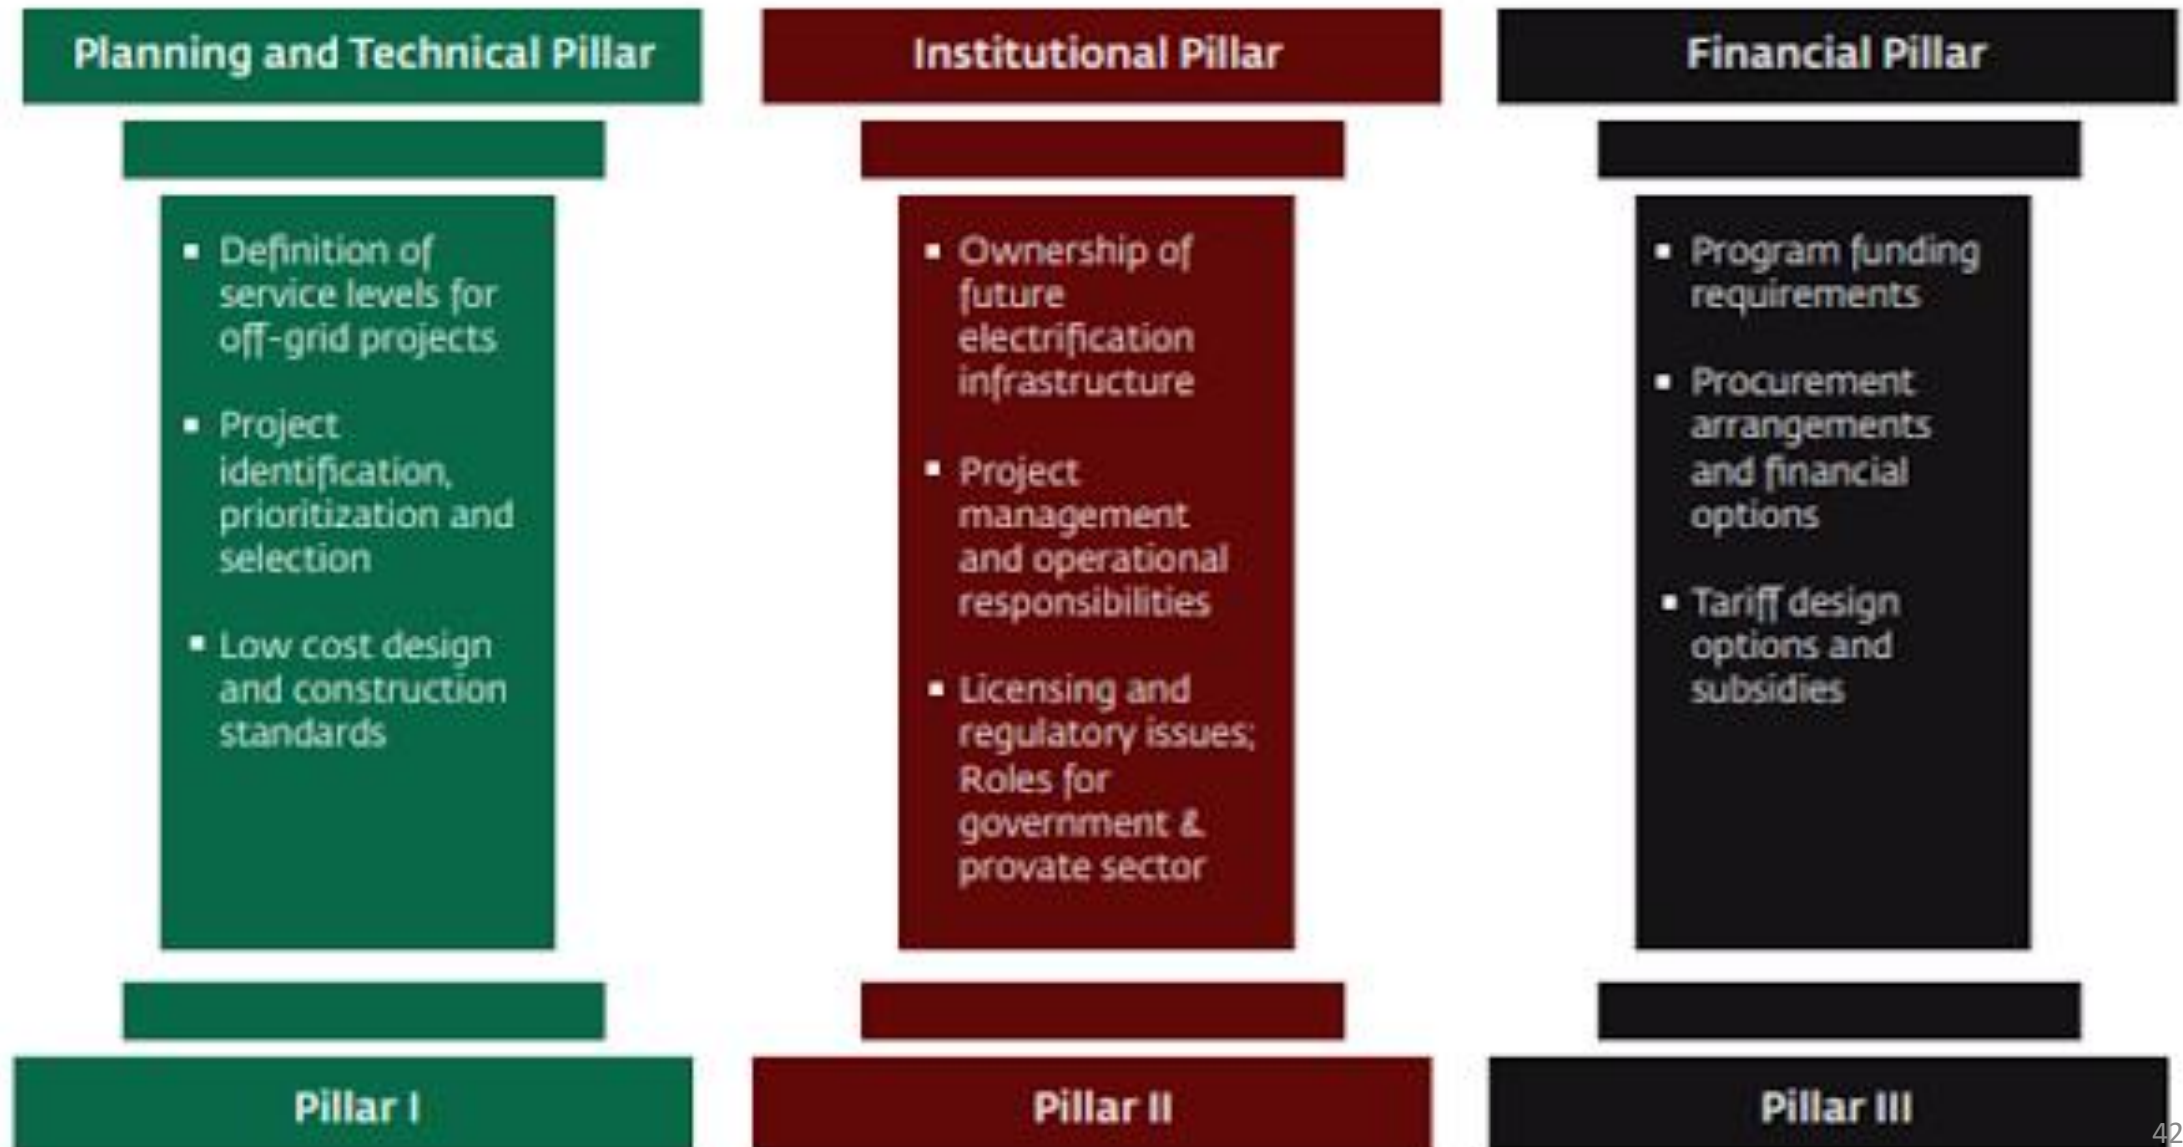 Planning and Technical Pillar
▪ Definition of
service levels for
off-grid projects
▪ Project
identification,
prioritization and
selection
▪ Low cost design
and construction
standards
Pillar I
Institutional Pillar
▪ Ownership of
future
electrification
infrastructure
▪ Project
management
and operational
responsibilities
▪ Licensing and
regulatory issues;
Roles for
government &
provate sector
Pillar II
Financial Pillar
▪ Program funding
requirements
▪ Procurement
arrangements
and financial
options
▪ Tariff design
options and
subsidies
Pillar III
42